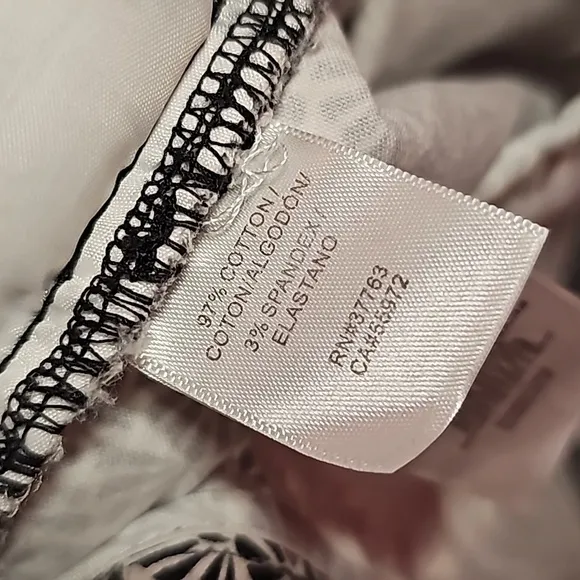 97% COTTON /
COTON/ALGODON/
3% SPANDEX /
ELASTANO
RN#37763
CA#55972